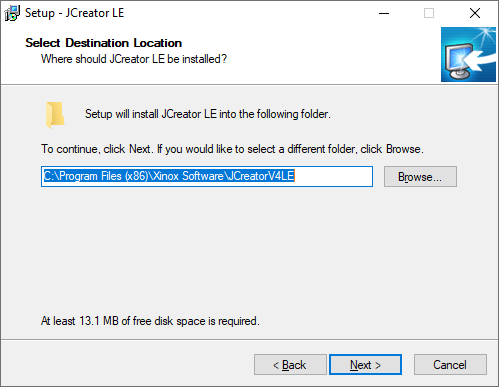 Setup - JCreator LE
Select Destination Location
Where should JCreator LE be installed?
Setup will install JCreator LE into the following folder.
To continue, click Next. If you would like to select a different folder, click Browse.
C:\Program Files (x86)\Xinox Software\JCreatorV4LE
Browse...
At least 13.1 MB of free disk space is required.
< Back
Next >
Cancel